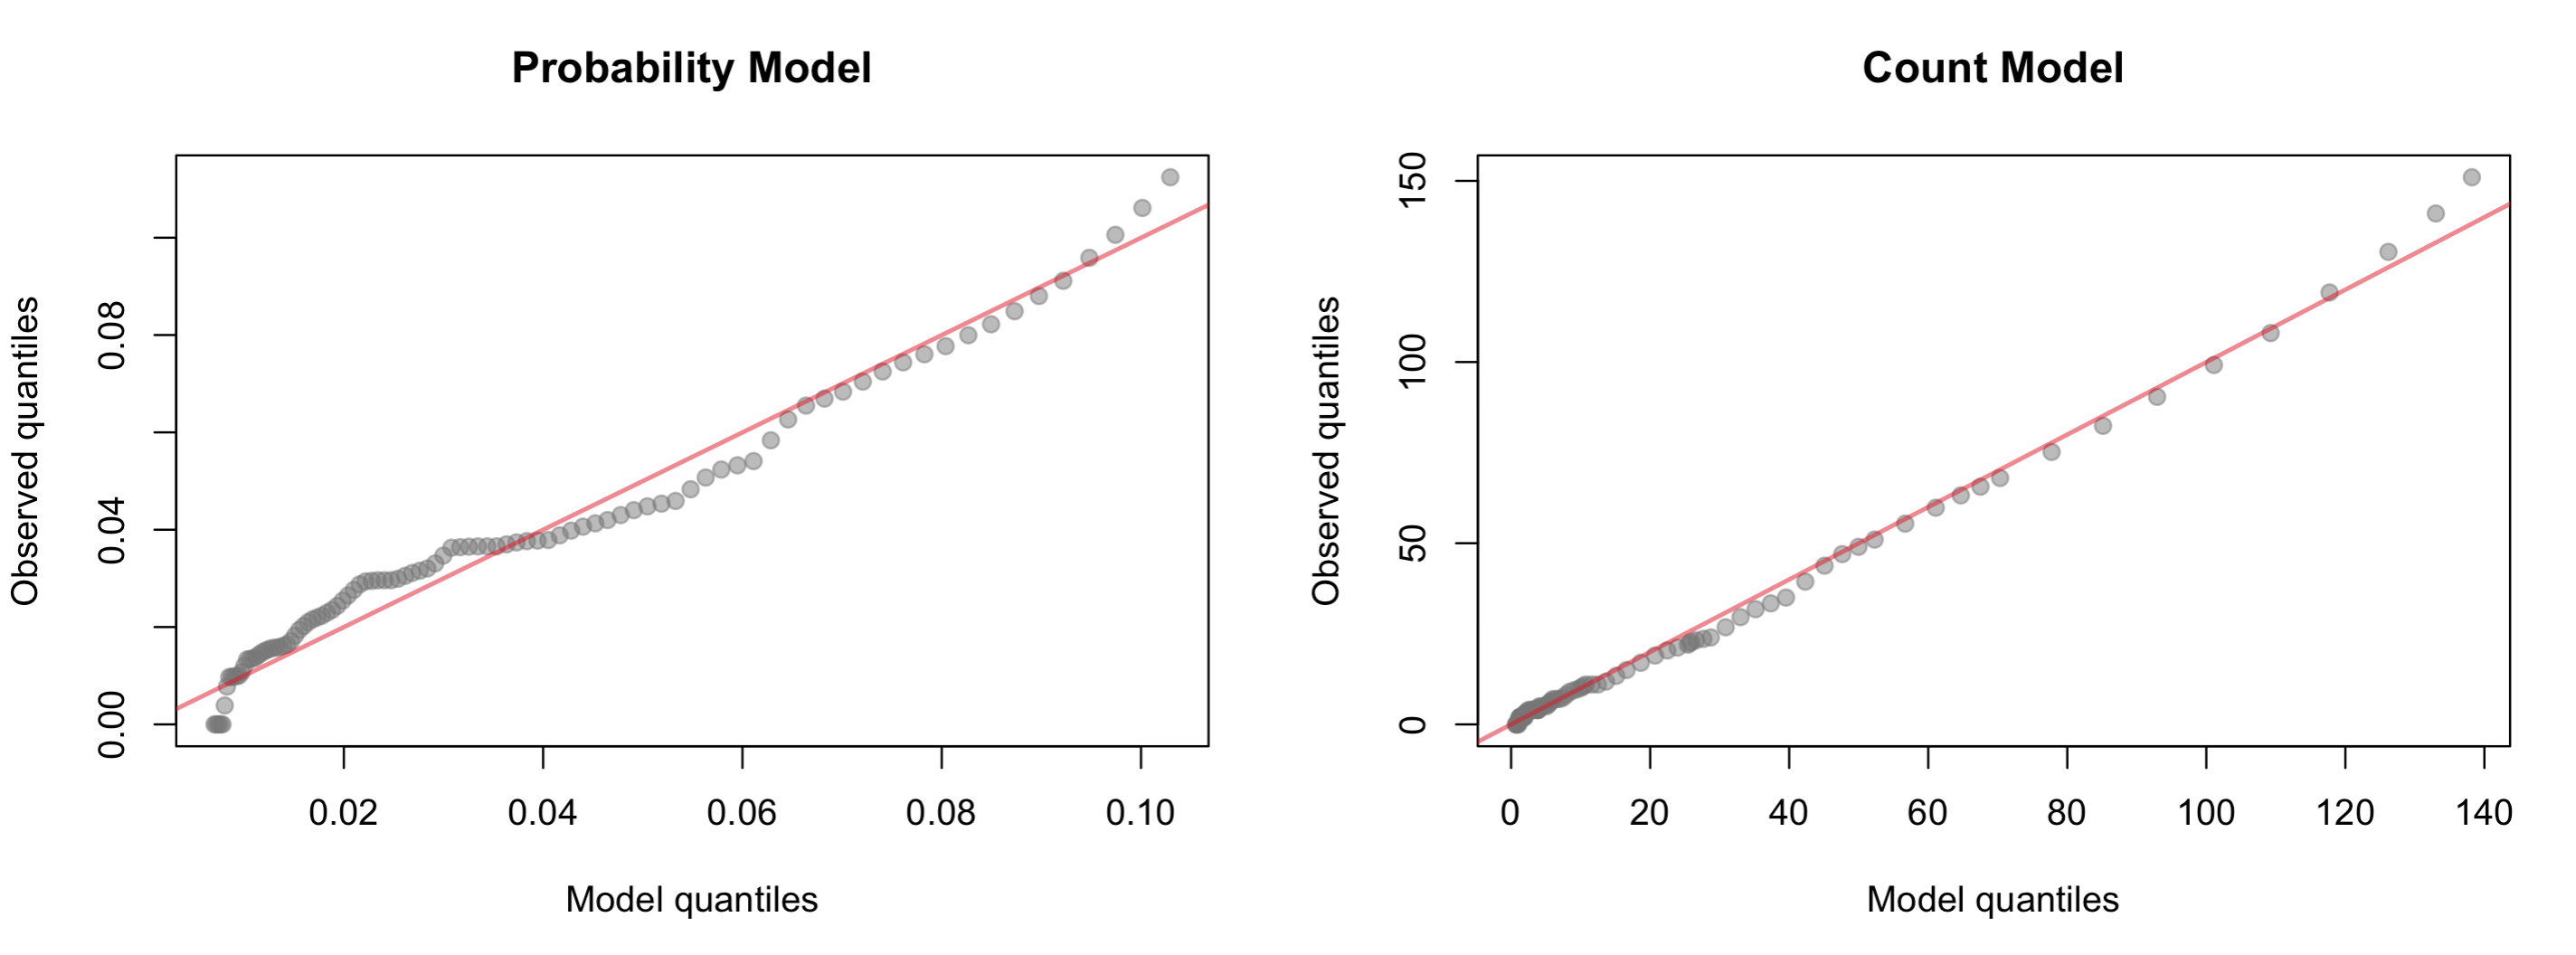 Probability Model
Observed quantiles
0.00 0.04 0.08
0.02 0.04 0.06 0.08 0.10
Model quantiles
Count Model
Observed quantiles
0 50 100 150
0 20 40 60 80 100 120 140
Model quantiles